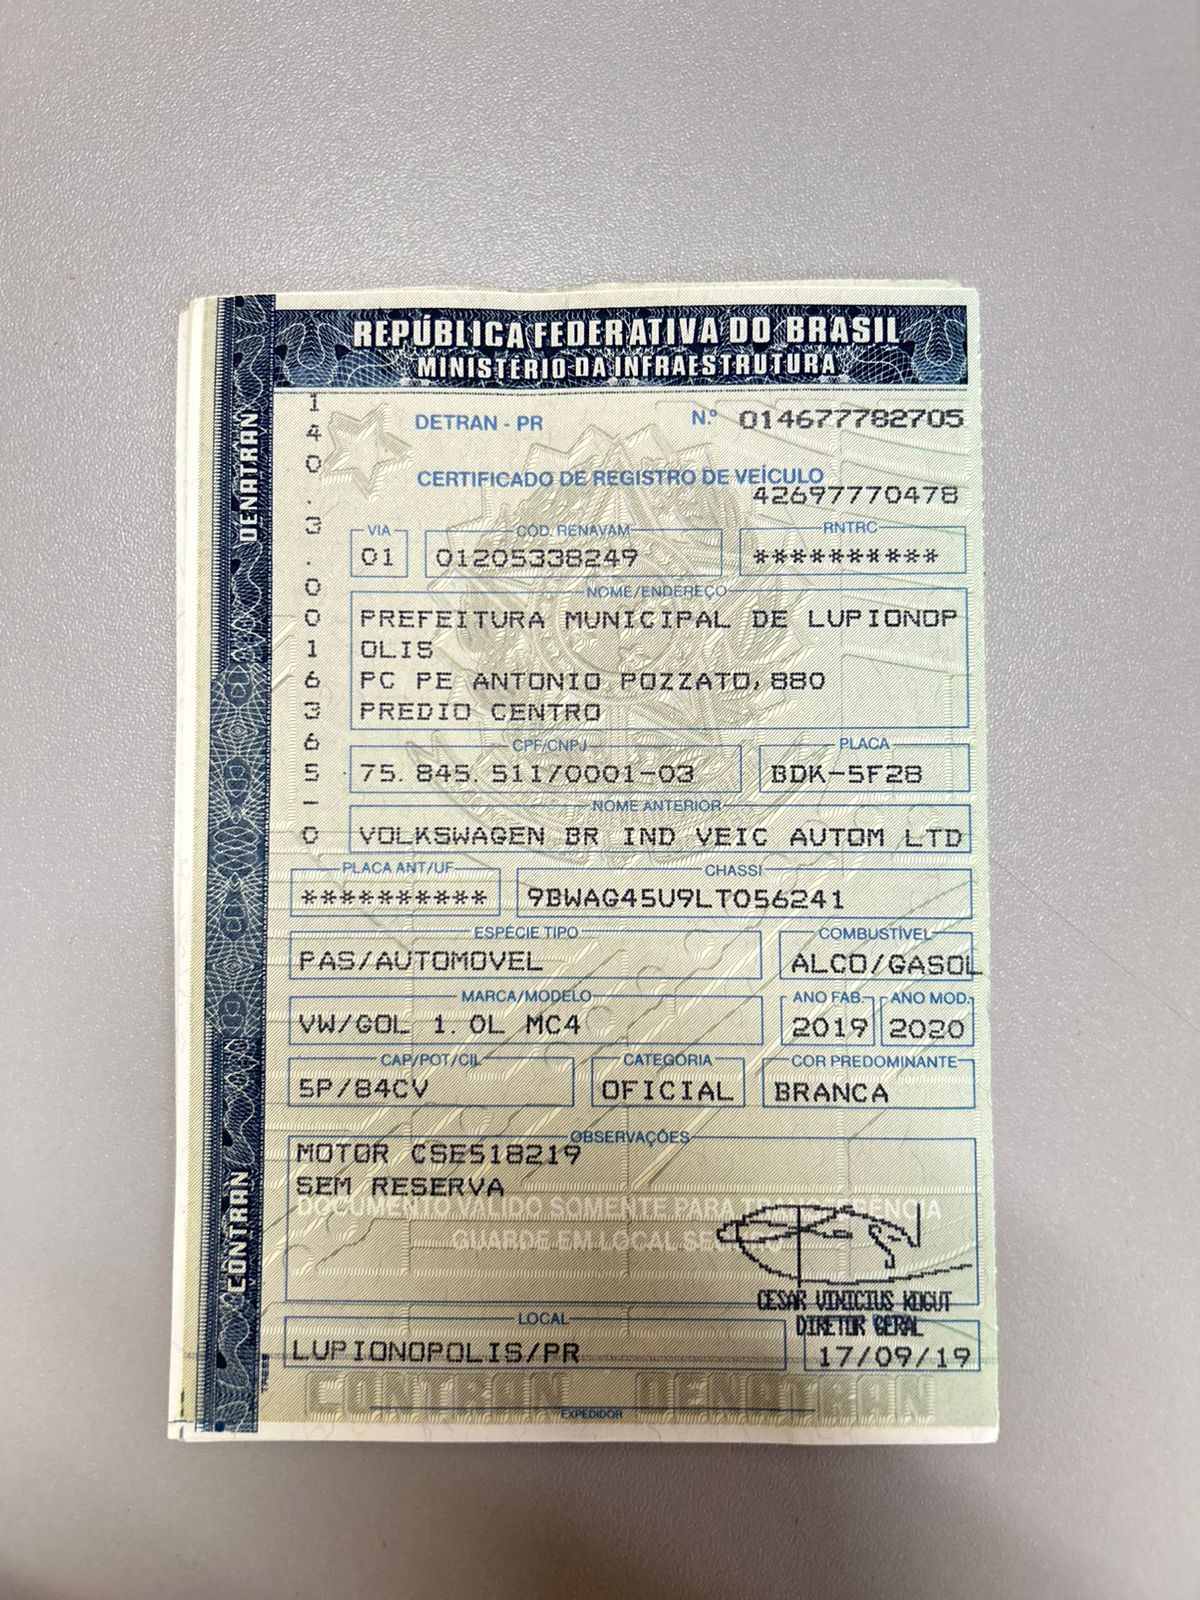 REPÚBLICA FEDERATIVA DO BRASIL
MINISTÉRIO DA INFRAESTRUTURA
DENATRAN
CONTRAN
140.3.0016365-0
DETRAN - PR
N.º 014677782705
CERTIFICADO DE REGISTRO DE VEÍCULO
42697770478
VIA
01
CÓD. RENAVAM
01205338249
RNTRC
**********
NOME/ENDEREÇO
PREFEITURA MUNICIPAL DE LUPIONOP
OLIS
PC PE ANTONIO POZZATO,880
PREDIO CENTRO
CPF/CNPJ
75.845.511/0001-03
PLACA
BDK-5F28
NOME ANTERIOR
VOLKSWAGEN BR IND VEIC AUTOM LTD
PLACA ANT/UF
**********
CHASSI
9BWAG45U9LT056241
ESPÉCIE TIPO
PAS/AUTOMOVEL
COMBUSTÍVEL
ALCO/GASOL
MARCA/MODELO
VW/GOL 1.0L MC4
ANO FAB.
2019
ANO MOD.
2020
CAP/POT/CIL
5P/84CV
CATEGORIA
OFICIAL
COR PREDOMINANTE
BRANCA
OBSERVAÇÕES
MOTOR CSE518219
SEM RESERVA
DOCUMENTO VÁLIDO SOMENTE PARA TRANSFERÊNCIA
GUARDE EM LOCAL SEGURO
CESAR VINICIUS KOGUT
DIRETOR GERAL
LOCAL
LUPIONOPOLIS/PR
17/09/19
CONTRAN DENATRAN
EXPEDIDOR